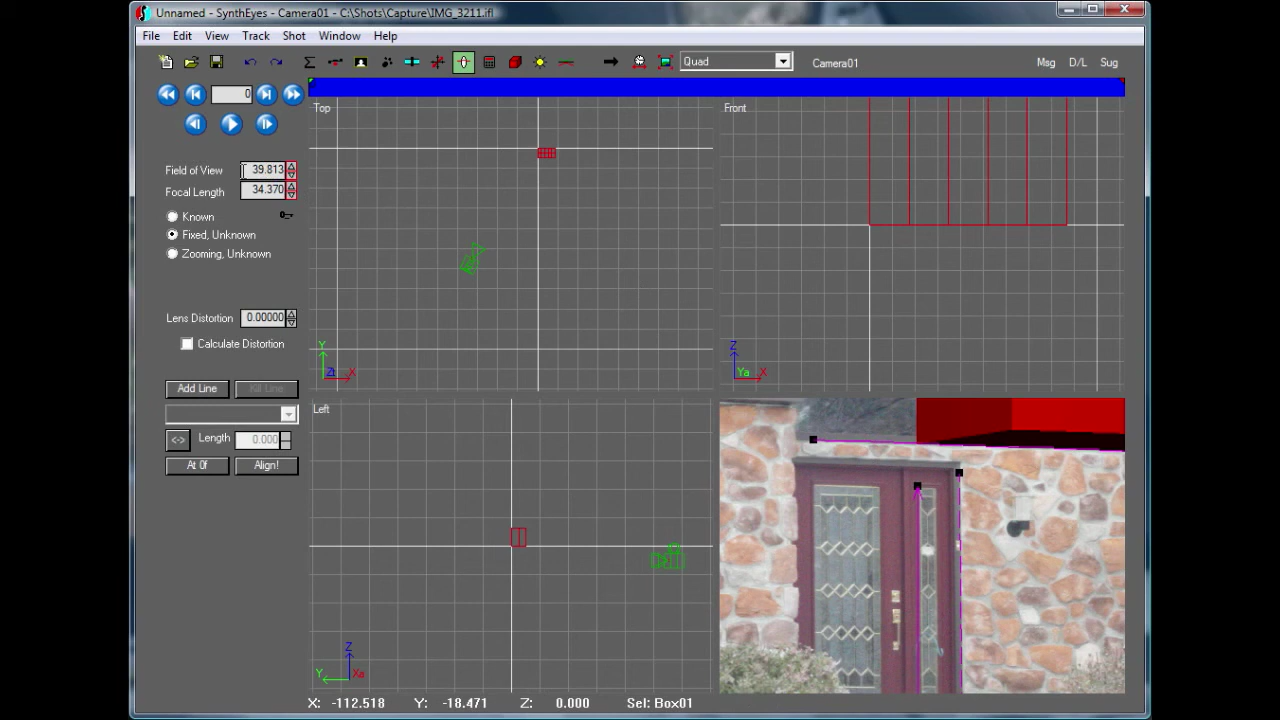 Unnamed - SynthEyes - Camera01 - C:\Shots\Capture\IMG_3211.ifl
File Edit View Track Shot Window Help
Quad Camera01 Msg D/L Sug
0
Top
Front
Field of View 39.813
Focal Length 34.370
Known
Fixed, Unknown
Zooming, Unknown
Lens Distortion 0.00000
Calculate Distortion
Add Line Kill Line
<-> Length 0.000
At 0f Align!
Y
X
Z
Ya X
Left
Z
Y Xa
X: -112.518 Y: -18.471 Z: 0.000 Sel: Box01